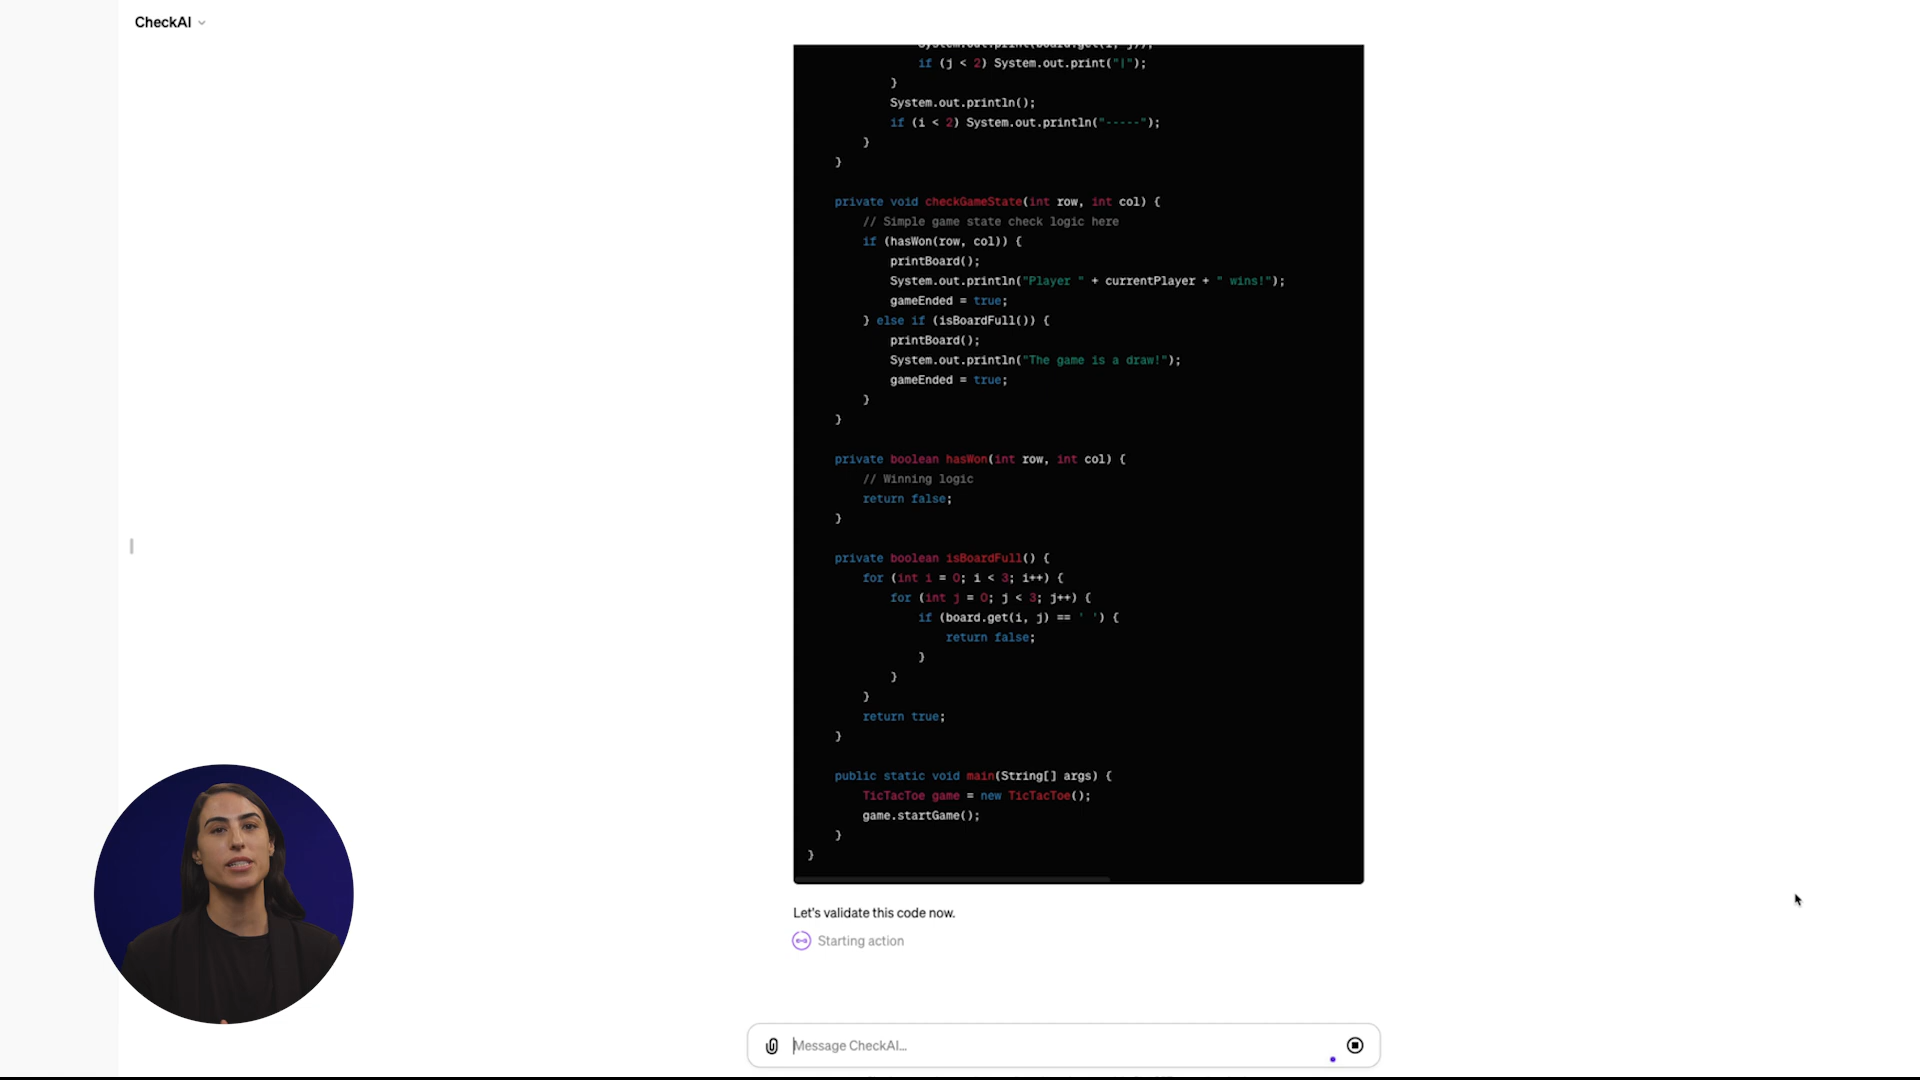 CheckAI
System.out.print(board.get(i, j));
if (j < 2) System.out.print("|");
}
System.out.println();
if (i < 2) System.out.println("-----");
}
}
private void checkGameState(int row, int col) {
// Simple game state check logic here
if (hasWon(row, col)) {
printBoard();
System.out.println("Player " + currentPlayer + " wins!");
gameEnded = true;
} else if (isBoardFull()) {
printBoard();
System.out.println("The game is a draw!");
gameEnded = true;
}
}
private boolean hasWon(int row, int col) {
// Winning logic
return false;
}
private boolean isBoardFull() {
for (int i = 0; i < 3; i++) {
for (int j = 0; j < 3; j++) {
if (board.get(i, j) == ' ') {
return false;
}
}
}
return true;
}
public static void main(String[] args) {
TicTacToe game = new TicTacToe();
game.startGame();
}
}
Let's validate this code now.
Starting action
Message CheckAI...